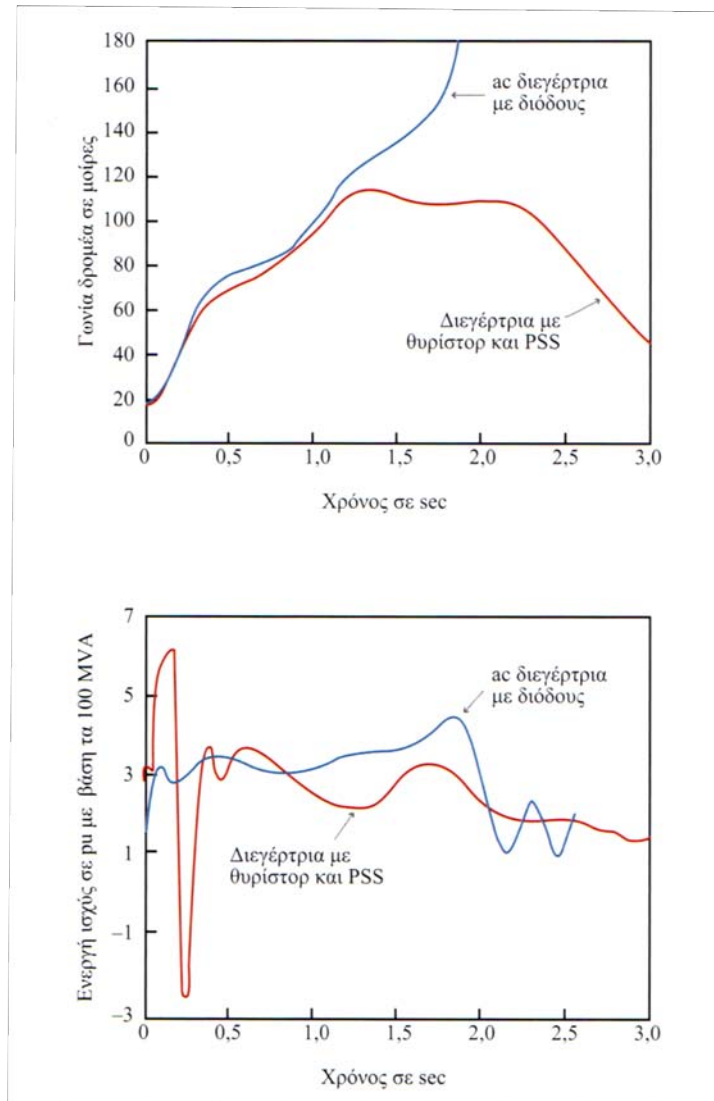 180
160
140
120
100
80
60
40
20
0
Γωνία δρομέα σε μοίρες
ac διεγέρτρια
με διόδους
Διεγέρτρια με
θυρίστορ και PSS
0 0,5 1,0 1,5 2,0 2,5 3,0
Χρόνος σε sec
7
5
3
1
–1
–3
Ενεργή ισχύς σε pu με βάση τα 100 MVA
ac διεγέρτρια
με διόδους
Διεγέρτρια με
θυρίστορ και PSS
0 0,5 1,0 1,5 2,0 2,5 3,0
Χρόνος σε sec